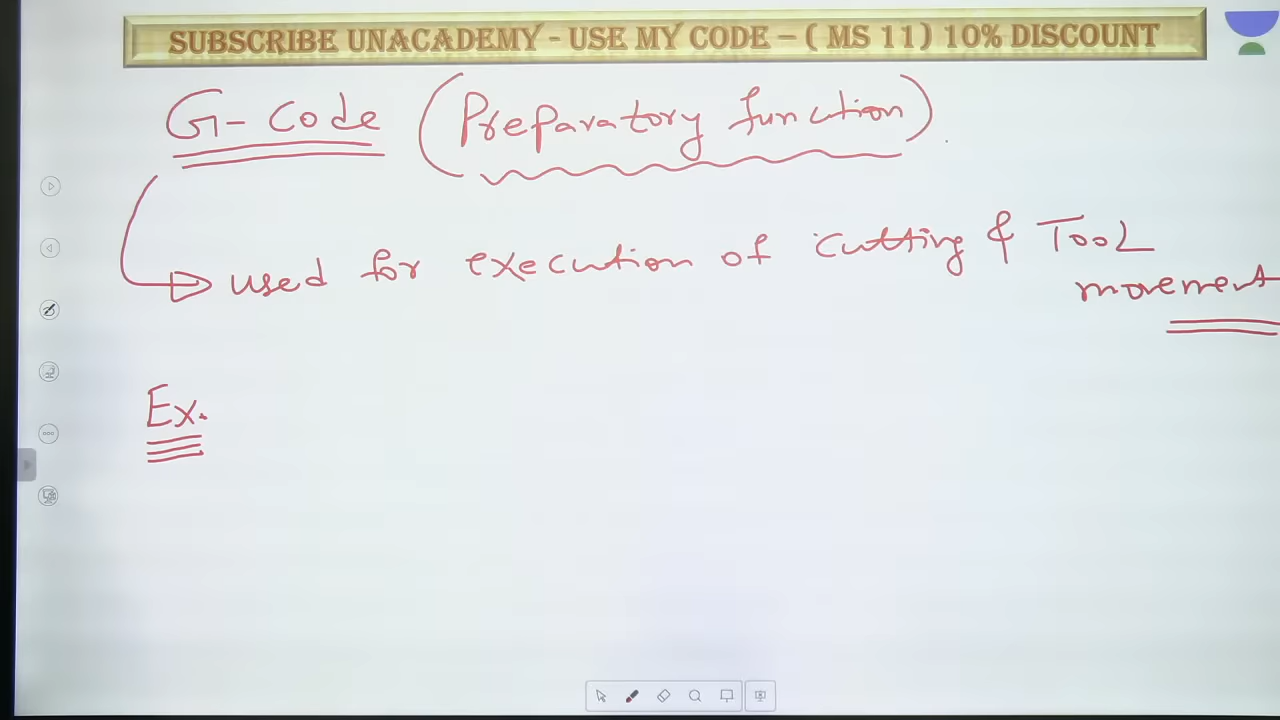 SUBSCRIBE UNACADEMY - USE MY CODE – ( MS 11) 10% DISCOUNT
G-Code (Preparatory function)
used for execution of cutting & Tool
movement
Ex.